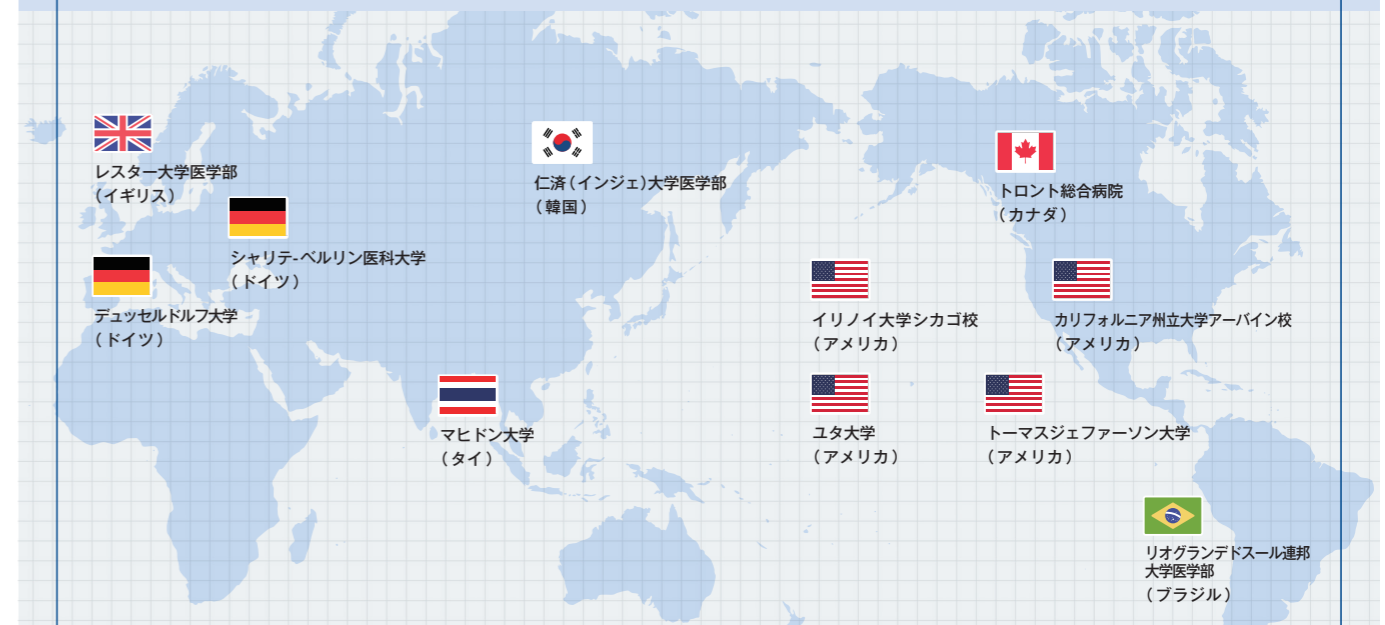 レスター大学医学部
（イギリス）
シャリテ-ベルリン医科大学
（ドイツ）
デュッセルドルフ大学
（ドイツ）
仁済（インジェ）大学医学部
（韓国）
マヒドン大学
（タイ）
トロント総合病院
（カナダ）
イリノイ大学シカゴ校
（アメリカ）
カリフォルニア州立大学アーバイン校
（アメリカ）
ユタ大学
（アメリカ）
トーマスジェファーソン大学
（アメリカ）
リオグランデドスール連邦
大学医学部
（ブラジル）